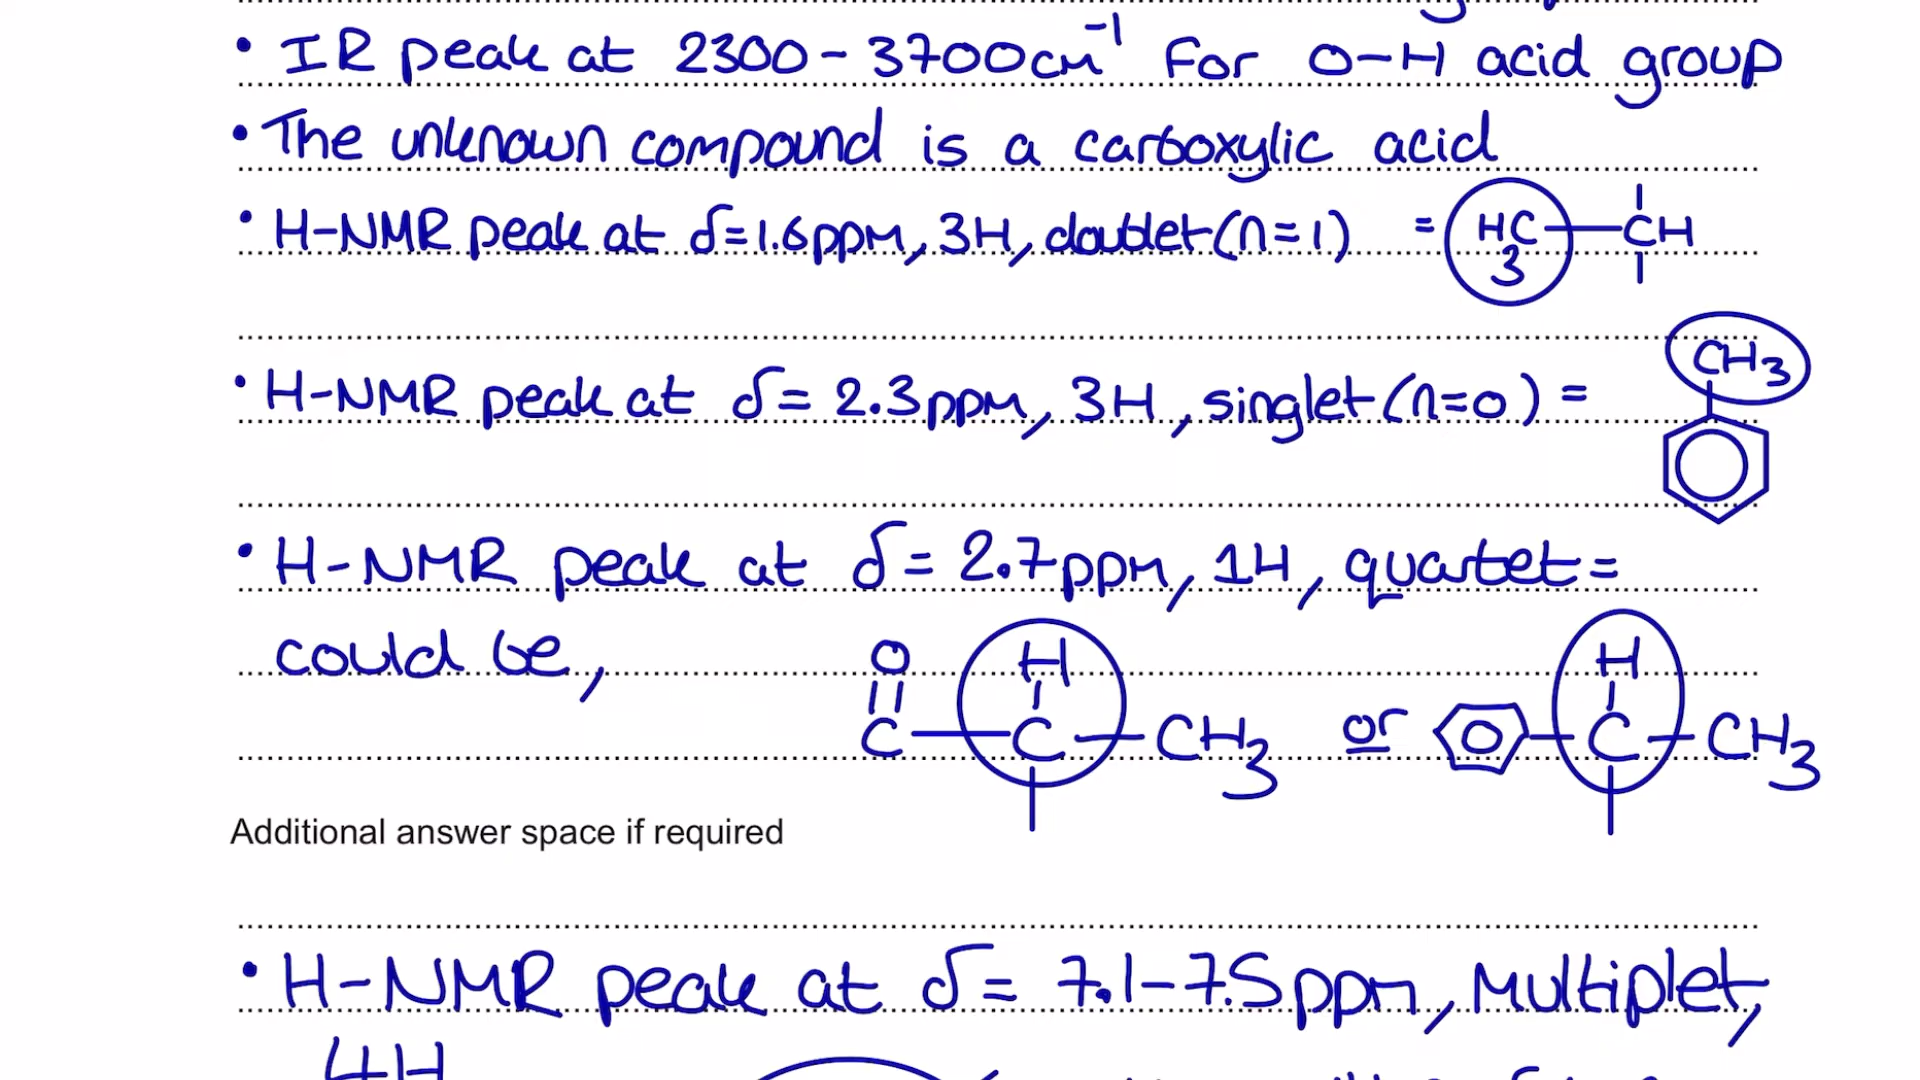 • IR peak at 2300-3700cm⁻¹ for O-H acid group
• The unknown compound is a carboxylic acid
• H-NMR peak at δ=1.6ppm, 3H, doublet(n=1) = H₃C—CH
CH₃
• H-NMR peak at δ= 2.3ppm, 3H, singlet(n=0) =
• H-NMR peak at δ= 2.7ppm, 1H, quartet=
could be, O H H
C—C—CH₃ or C—CH₃
Additional answer space if required
• H-NMR peak at δ= 7.1-7.5ppm, Multiplet,
4H